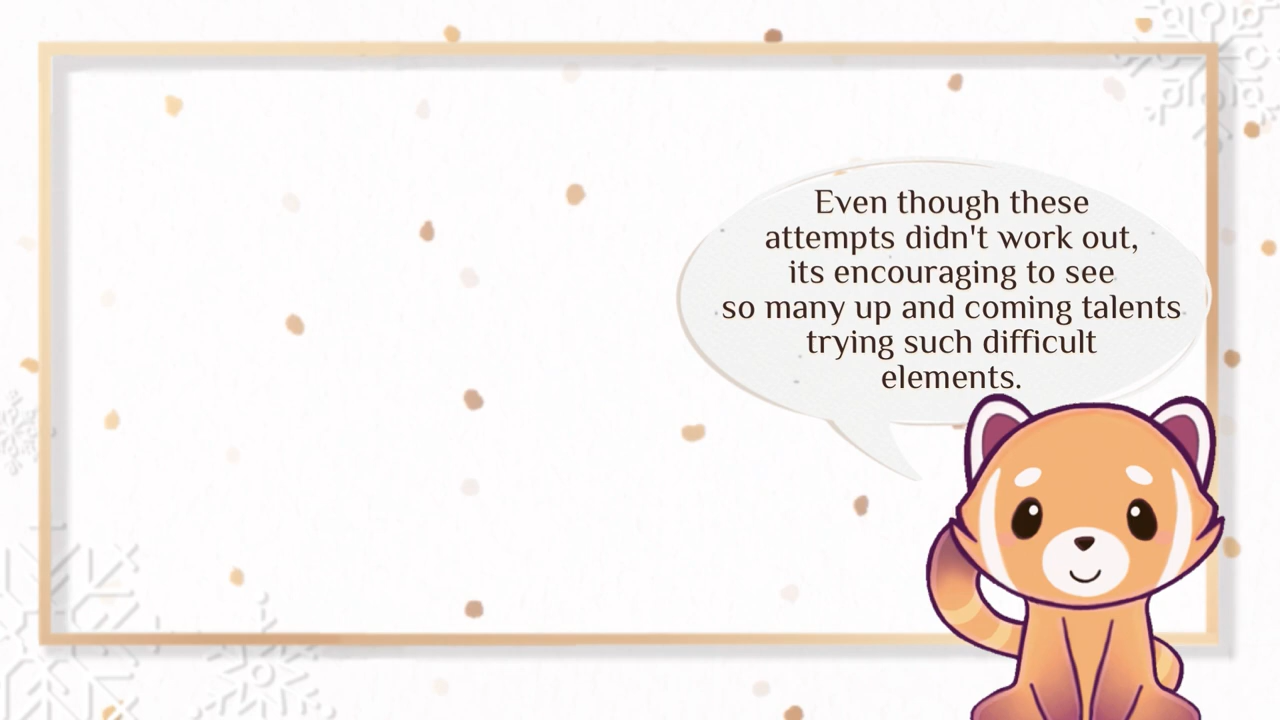 Even though these
attempts didn't work out,
its encouraging to see
so many up and coming talents
trying such difficult
elements.